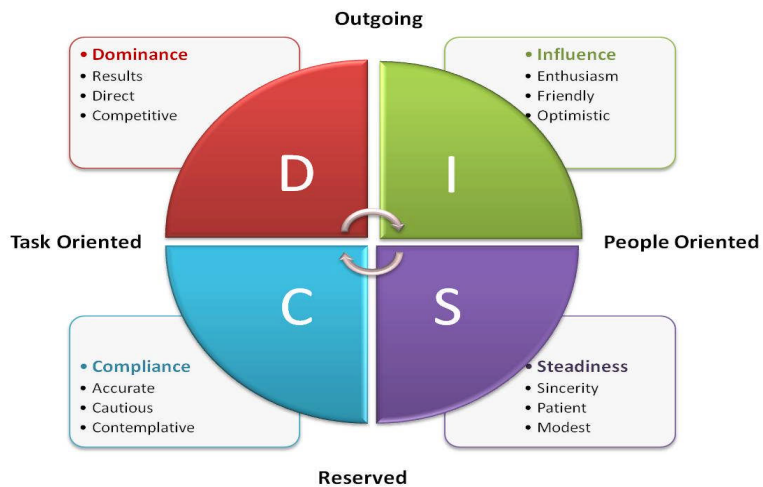 Outgoing
• Dominance
• Results
• Direct
• Competitive
• Influence
• Enthusiasm
• Friendly
• Optimistic
D
I
Task Oriented
People Oriented
C
S
• Compliance
• Accurate
• Cautious
• Contemplative
• Steadiness
• Sincerity
• Patient
• Modest
Reserved